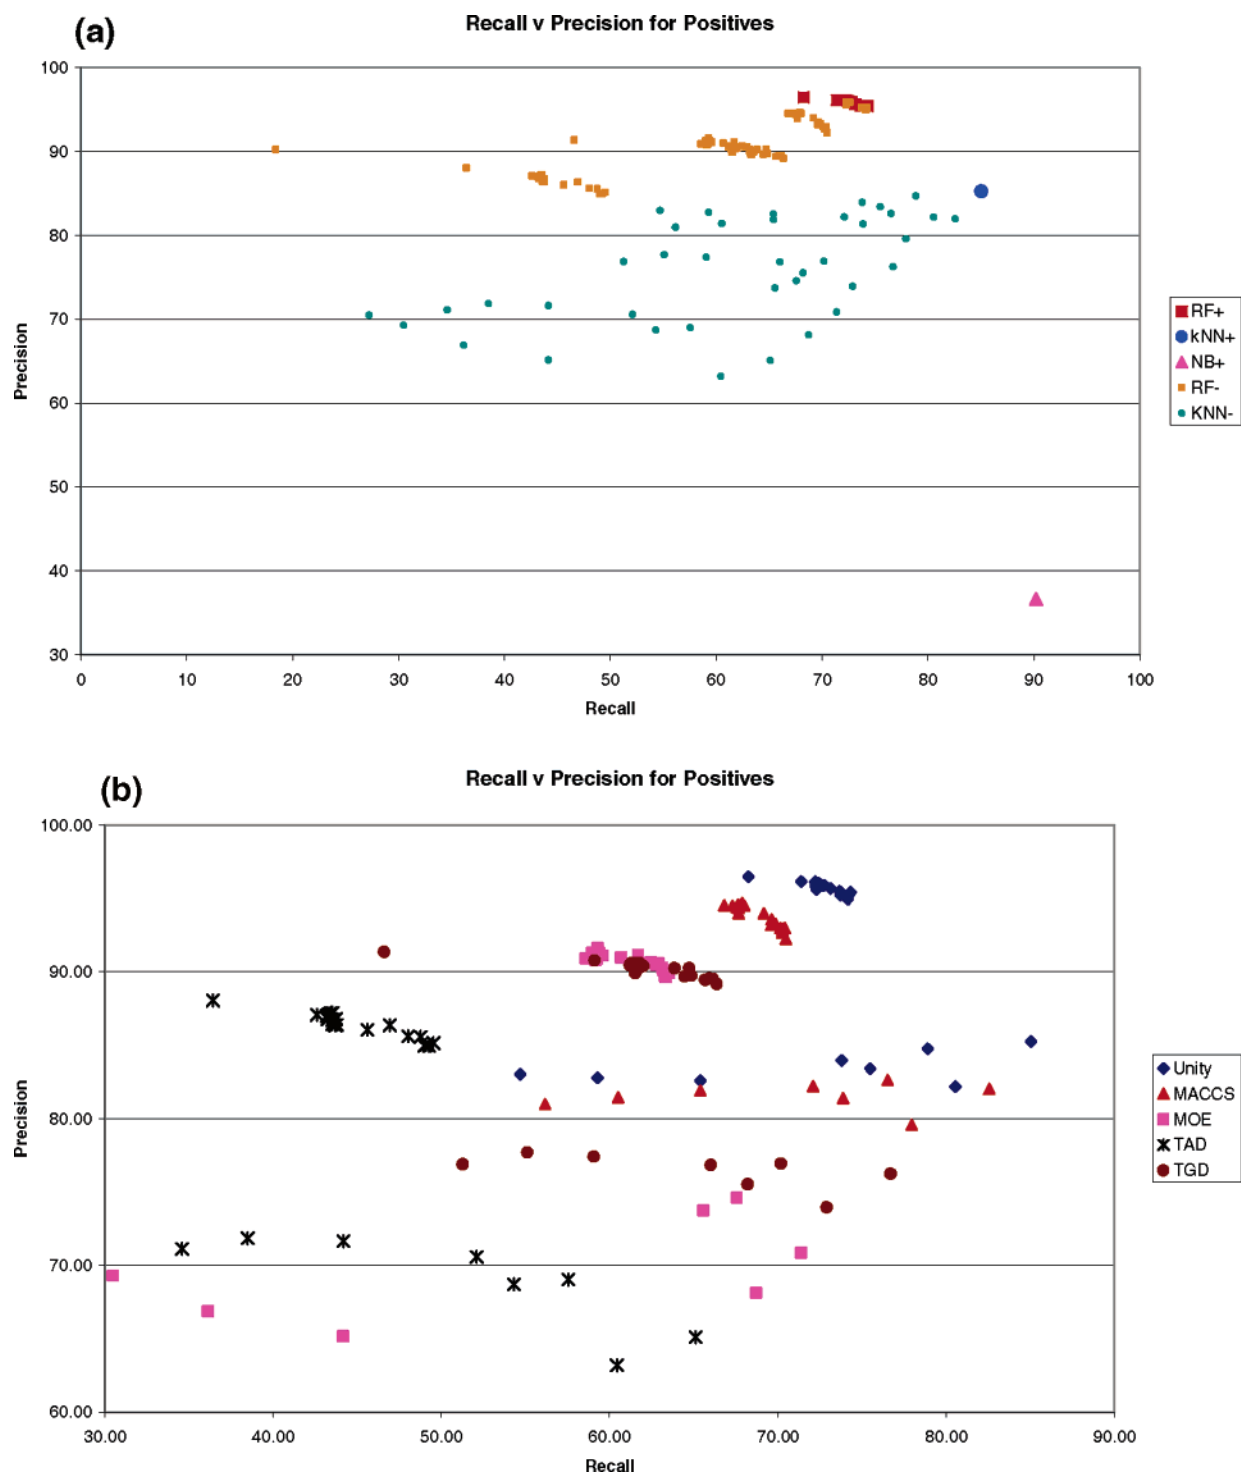 (a)
Recall v Precision for Positives
100
90
80
70
60
50
40
30
Precision
0 10 20 30 40 50 60 70 80 90 100
Recall
RF+
kNN+
NB+
RF-
KNN-
(b)
Recall v Precision for Positives
100.00
90.00
80.00
70.00
60.00
Precision
30.00 40.00 50.00 60.00 70.00 80.00 90.00
Recall
Unity
MACCS
MOE
TAD
TGD